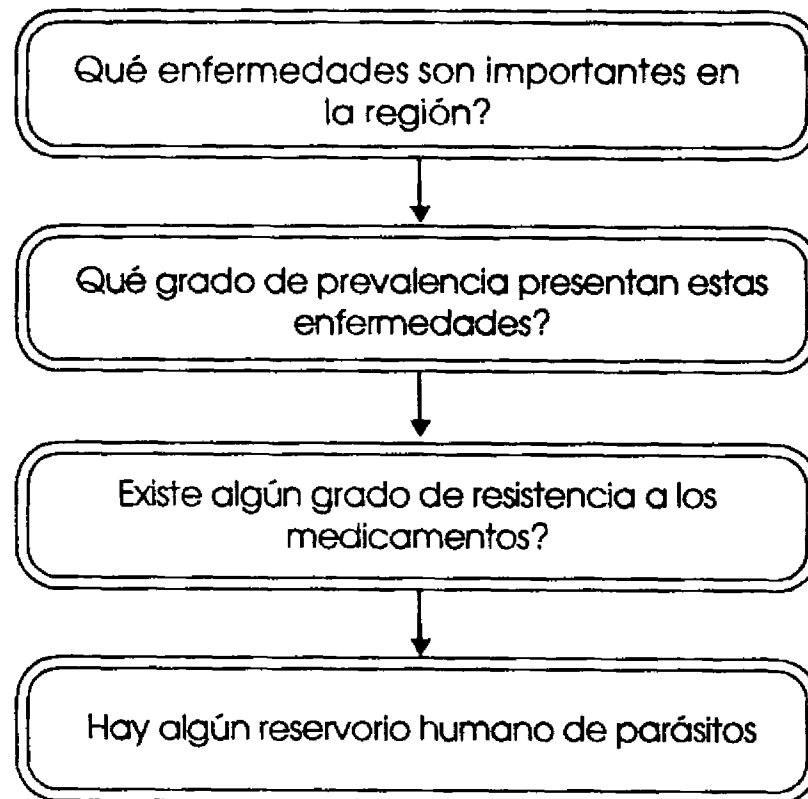 Qué enfermedades son importantes en
la región?
Qué grado de prevalencia presentan estas
enfermedades?
Existe algún grado de resistencia a los
medicamentos?
Hay algún reservorio humano de parásitos